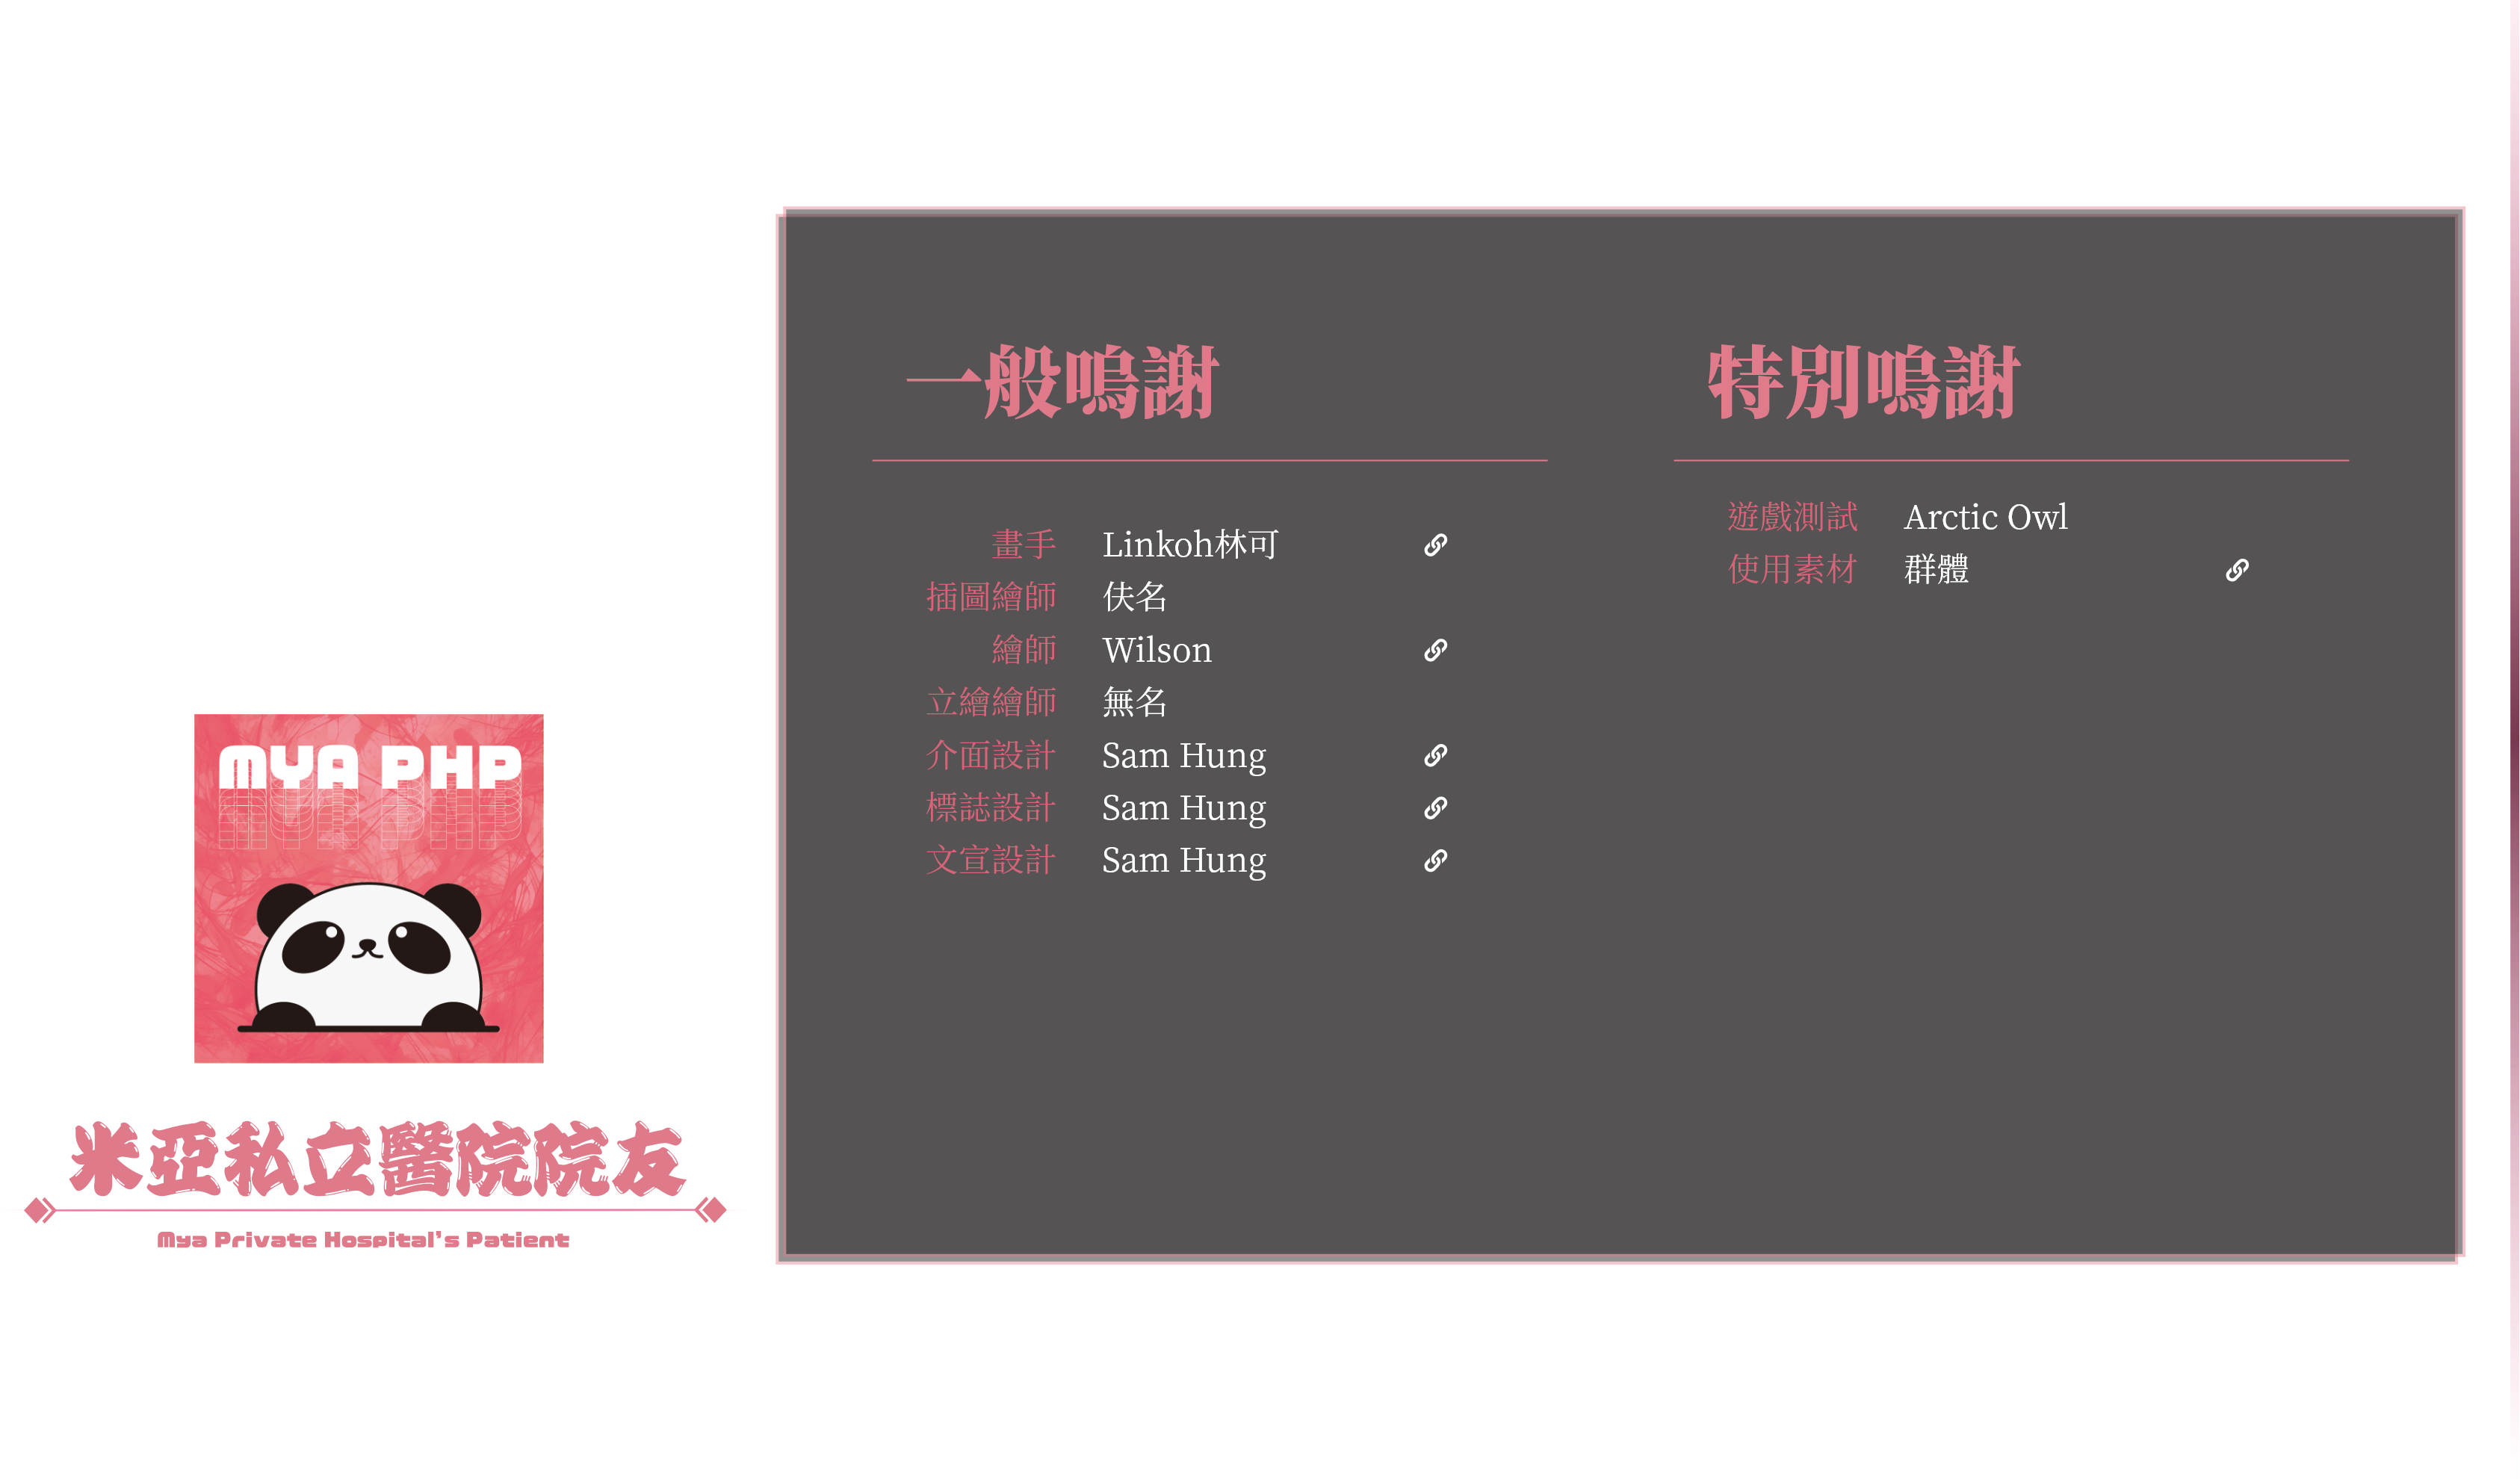 MYA PHP
米亞私立醫院院友
Mya Private Hospital's Patient
一般嗚謝
畫手 Linkoh林可
插圖繪師 佚名
繪師 Wilson
立繪繪師 無名
介面設計 Sam Hung
標誌設計 Sam Hung
文宣設計 Sam Hung
特別嗚謝
遊戲測試 Arctic Owl
使用素材 群體